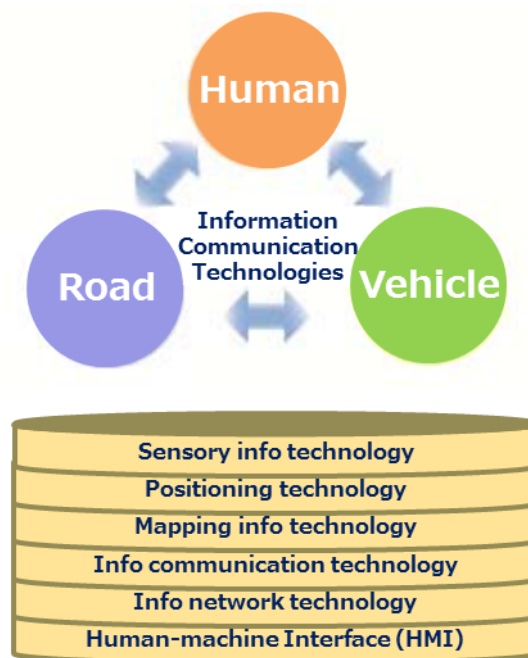 Human
Information
Communication
Technologies
Road
Vehicle
Sensory info technology
Positioning technology
Mapping info technology
Info communication technology
Info network technology
Human-machine Interface (HMI)